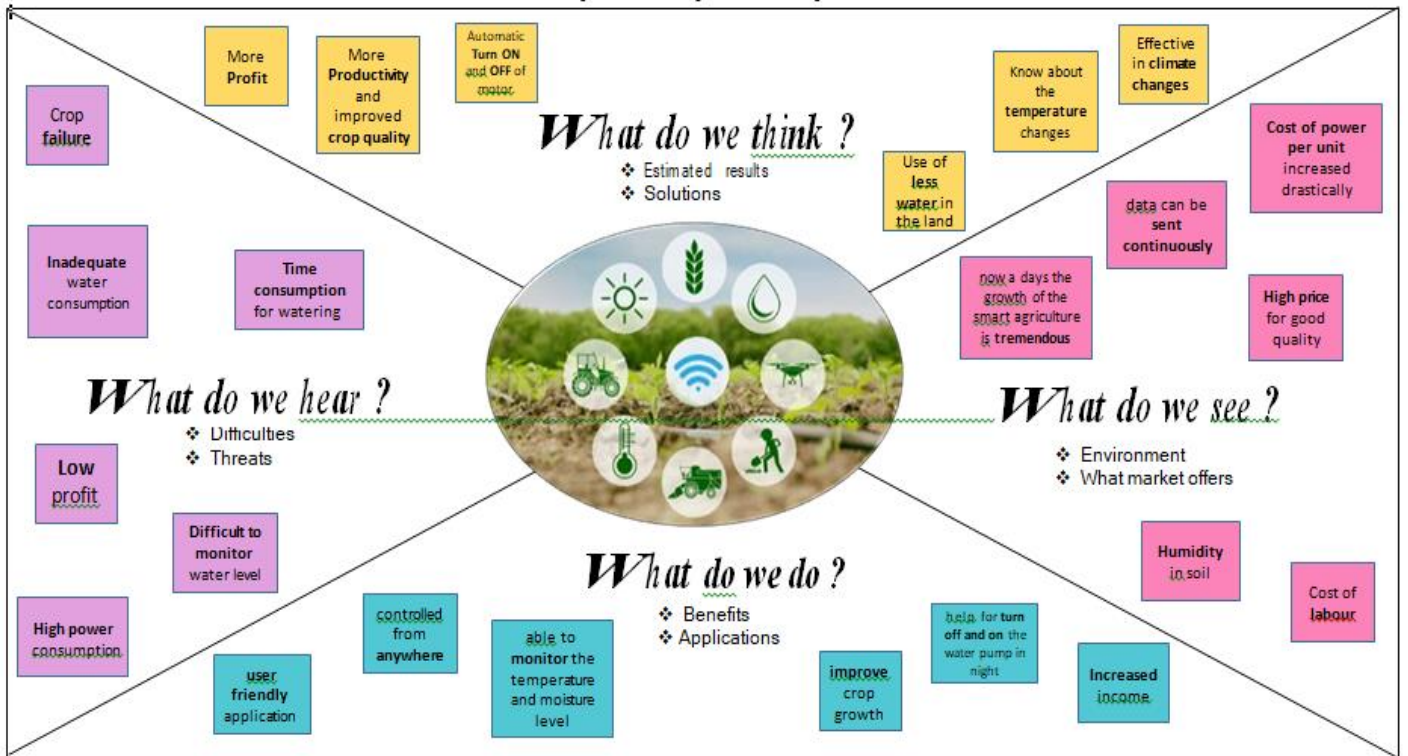 More
Profit
More
Productivity
and
improved
crop quality
Automatic
Turn ON
and OFF of
motor
What do we think ?
❖ Estimated results
❖ Solutions
Know about
the
temperature
changes
Effective
in climate
changes
Use of
less
water in
the land
Crop
failure
Inadequate
water
consumption
Time
consumption
for watering
What do we hear ?
❖ Difficulties
❖ Threats
Low
profit
Difficult to
monitor
water level
High power
consumption
Cost of power
per unit
increased
drastically
data can be
sent
continuously
now a days the
growth of the
smart agriculture
is tremendous
High price
for good
quality
What do we see ?
❖ Environment
❖ What market offers
Humidity
in soil
Cost of
labour
What do we do ?
❖ Benefits
❖ Applications
user
friendly
application
controlled
from
anywhere
able to
monitor the
temperature
and moisture
level
improve
crop
growth
help for turn
off and on the
water pump in
night
Increased
income